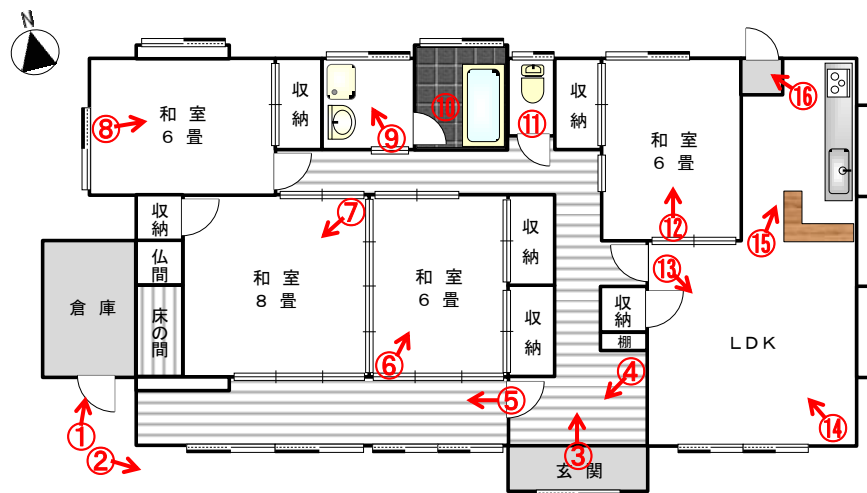 N
⑯
収納
⑩
⑧
和室
6畳
⑪
収納
⑨
和室
6畳
収納
⑦
収納
⑫
⑮
仏間
和室
8畳
和室
6畳
⑬
倉庫
床の間
収納
収納
棚
LDK
⑥
④
⑤
①
②
③
⑭
玄関